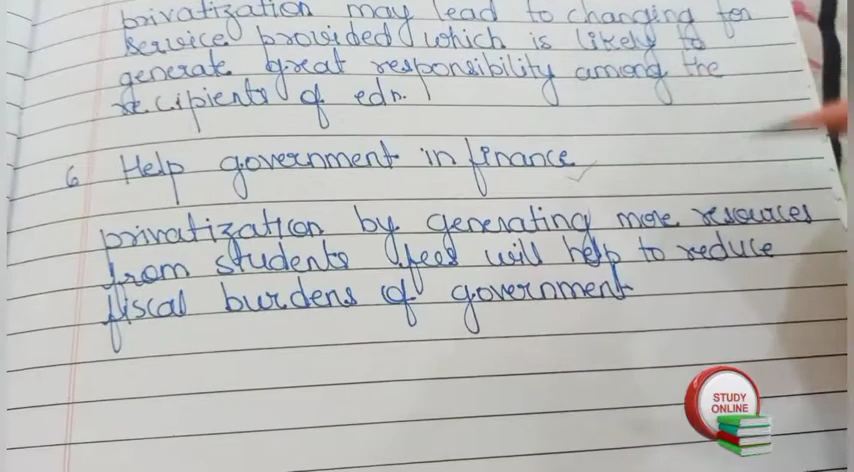 privatization may lead to changing for
service provided which is likely to
generate great responsibility among the
recipients of edn.
6 Help government in finance
privatization by generating more resources
from students fees will help to reduce
fiscal burdens of government
STUDY
ONLINE